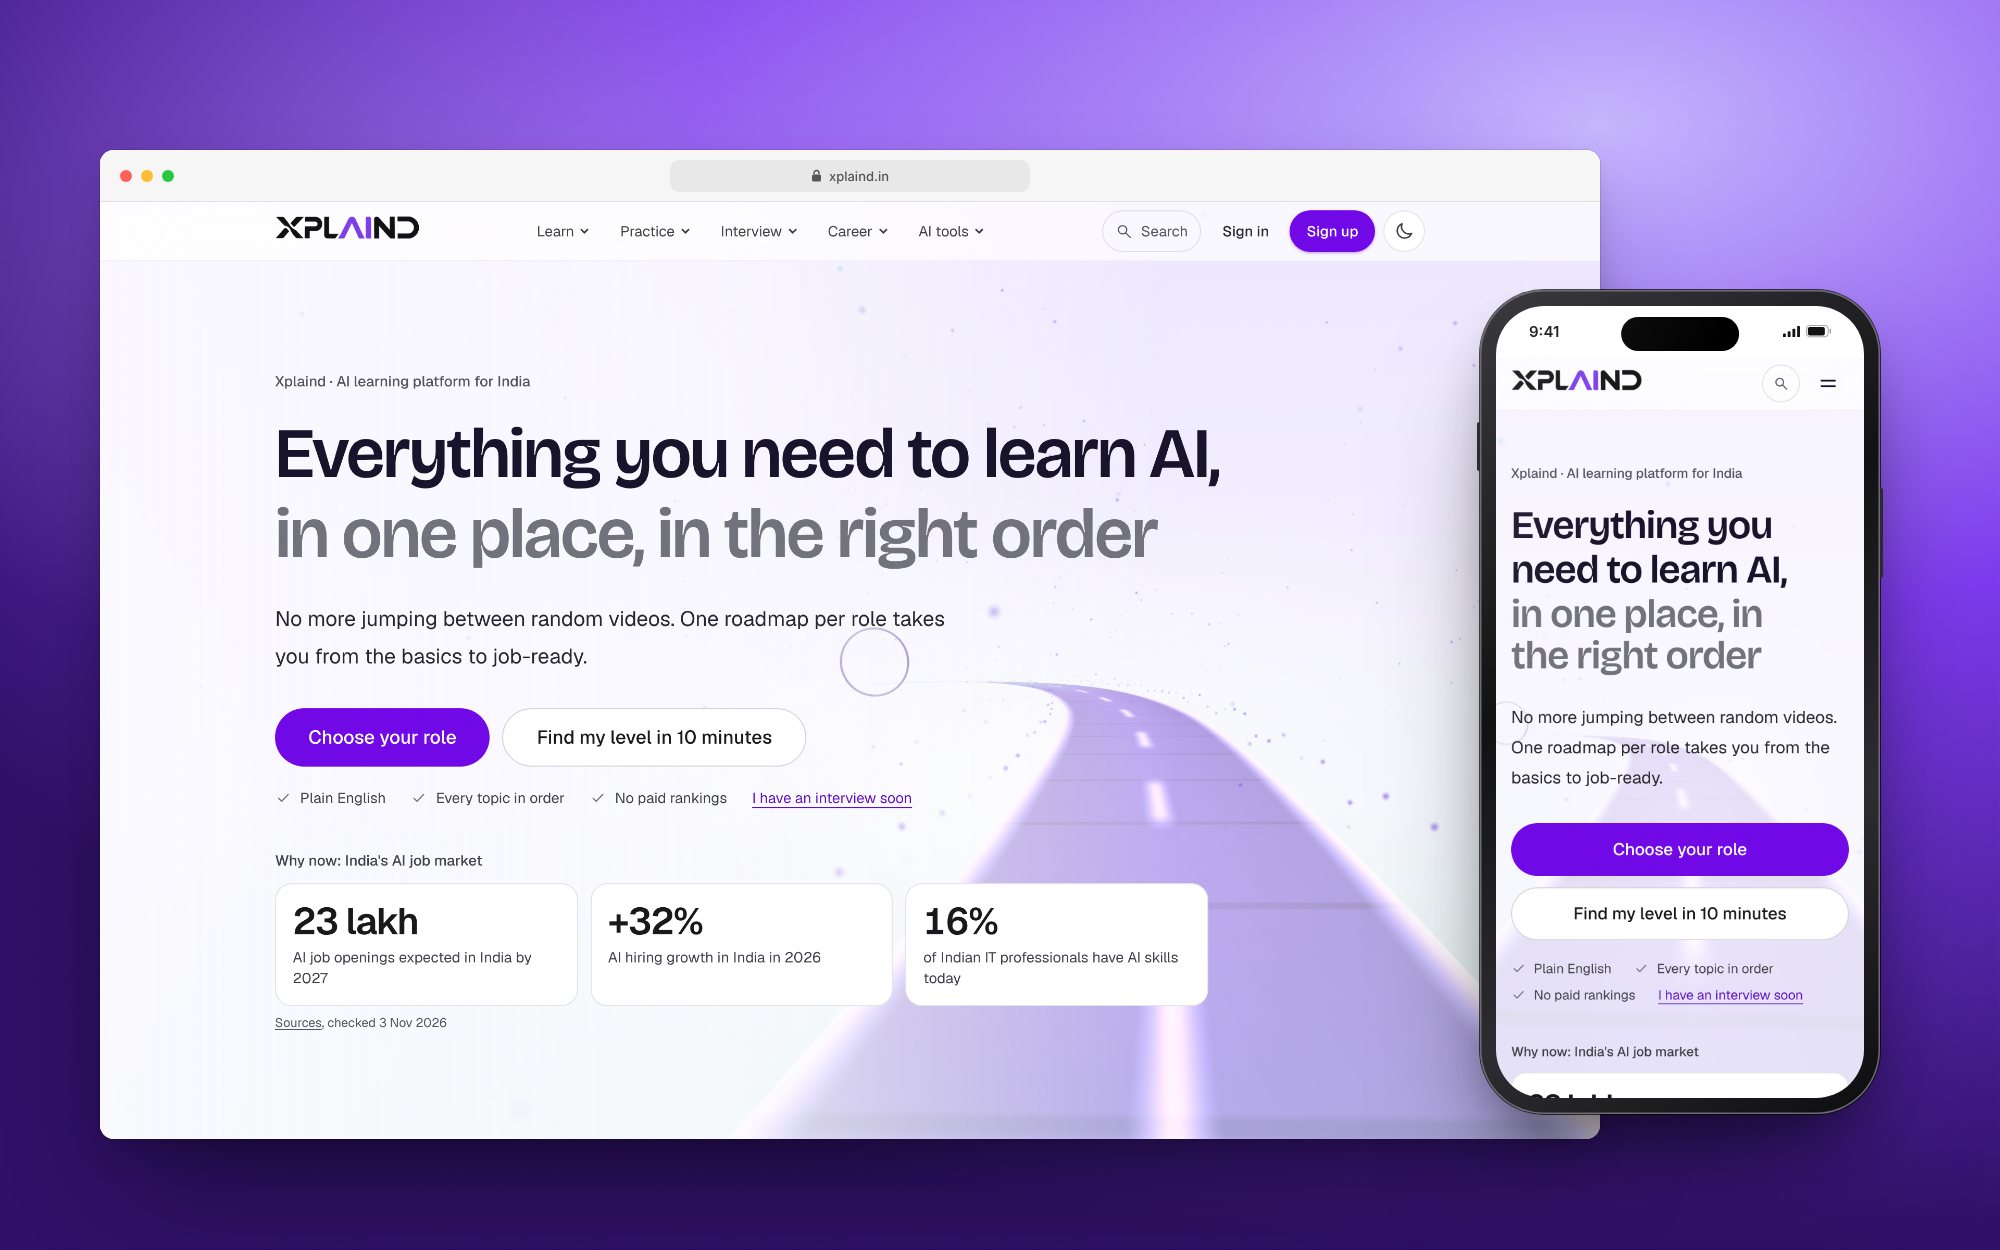 xplaind.in
XPLAIND
Learn
Practice
Interview
Career
AI tools
Search
Sign in
Sign up
Xplaind · AI learning platform for India
Everything you need to learn AI,
in one place, in the right order
No more jumping between random videos. One roadmap per role takes
you from the basics to job-ready.
Choose your role
Find my level in 10 minutes
Plain English
Every topic in order
No paid rankings
I have an interview soon
Why now: India's AI job market
23 lakh
AI job openings expected in India by
2027
+32%
AI hiring growth in India in 2026
16%
of Indian IT professionals have AI skills
today
Sources, checked 3 Nov 2026
9:41
XPLAIND
Xplaind · AI learning platform for India
Everything you
need to learn AI,
in one place, in
the right order
No more jumping between random videos.
One roadmap per role takes you from the
basics to job-ready.
Choose your role
Find my level in 10 minutes
Plain English
Every topic in order
No paid rankings
I have an interview soon
Why now: India's AI job market